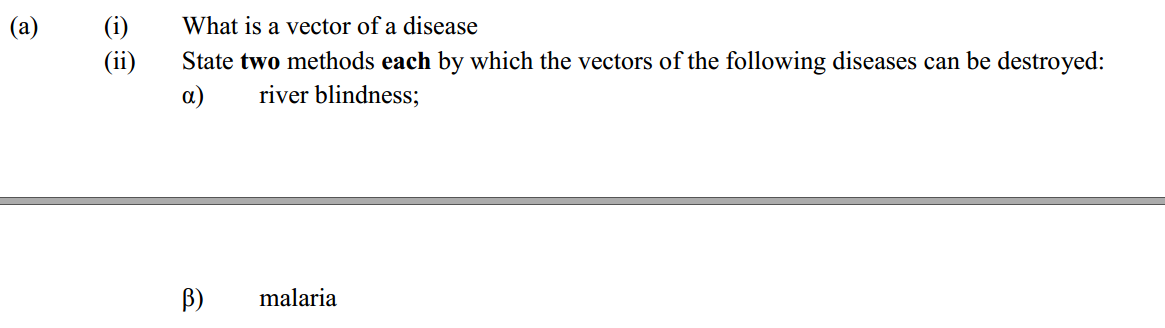 (a) (i) What is a vector of a disease
(ii) State two methods each by which the vectors of the following diseases can be destroyed:
α) river blindness;
β) malaria